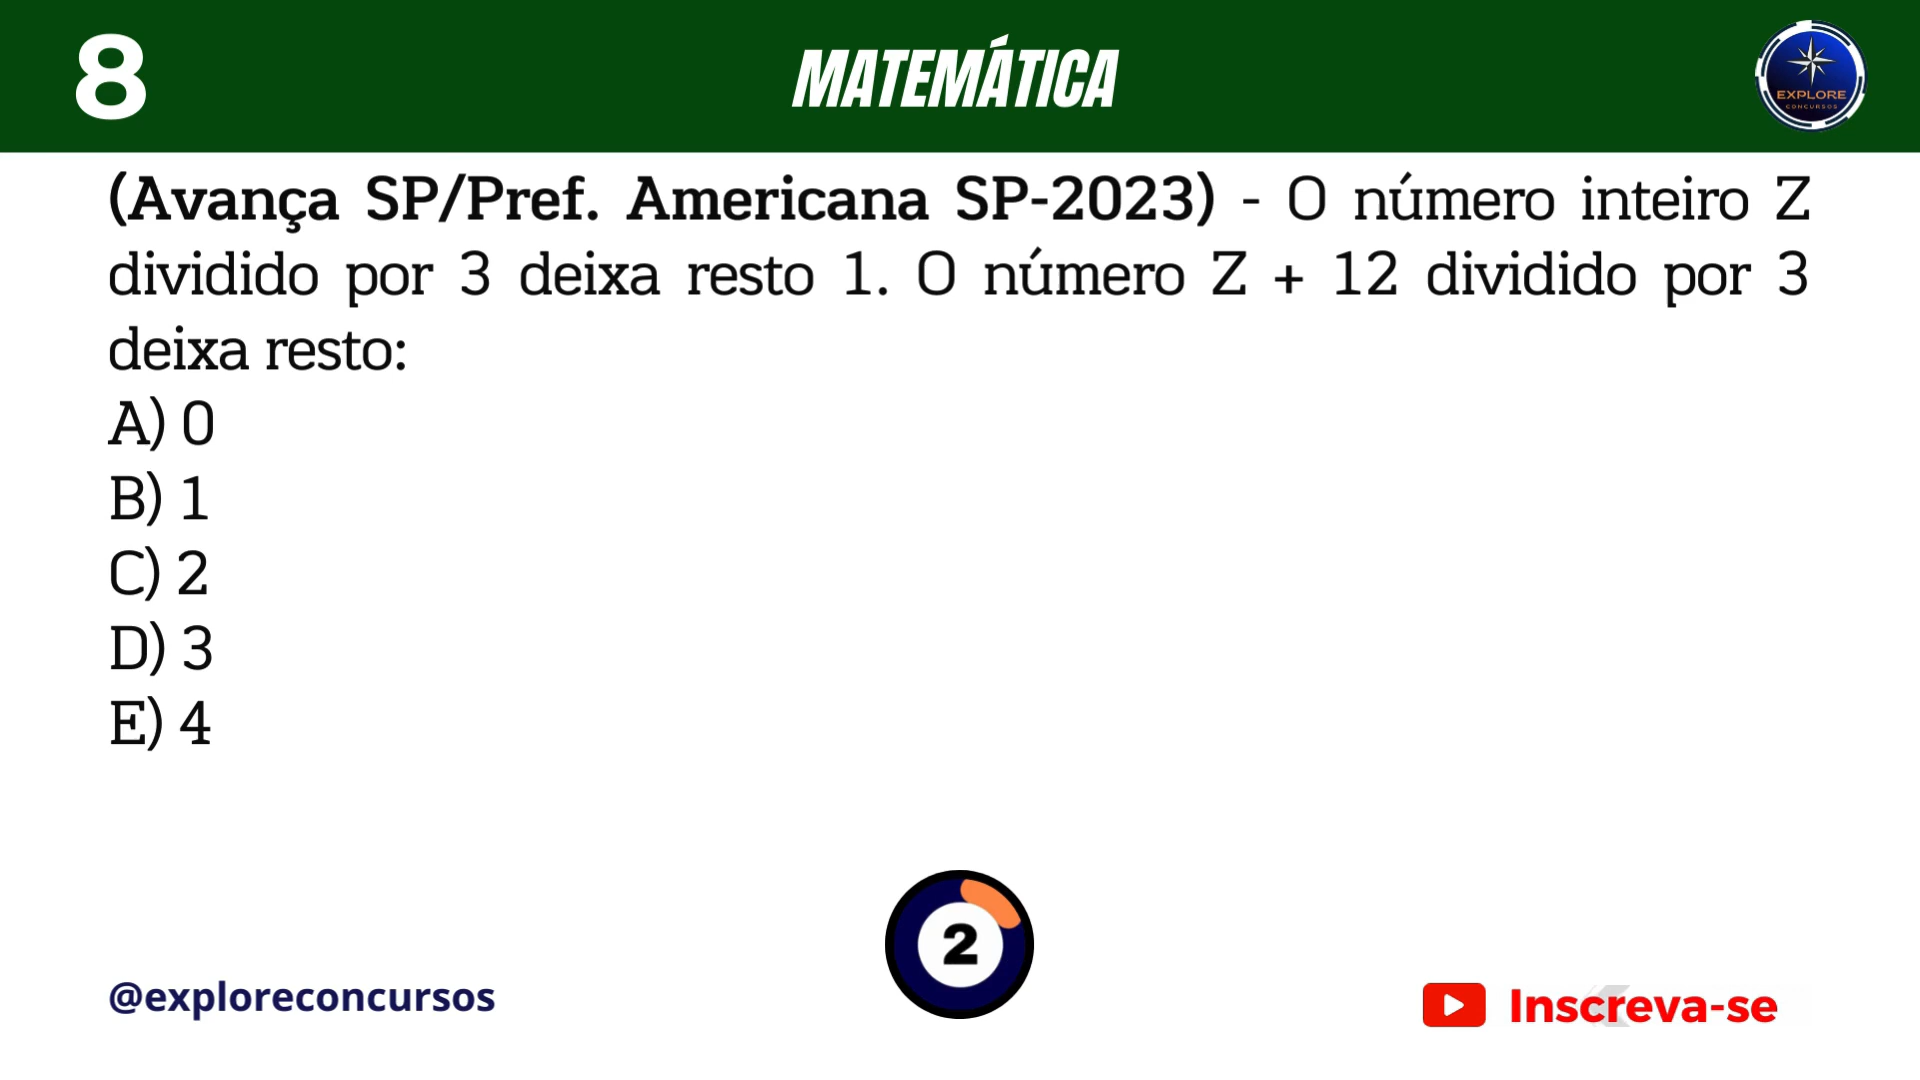 8
MATEMÁTICA
EXPLORE
CONCURSOS
(Avança SP/Pref. Americana SP-2023) - O número inteiro Z
dividido por 3 deixa resto 1. O número Z + 12 dividido por 3
deixa resto:
A) 0
B) 1
C) 2
D) 3
E) 4
2
@exploreconcursos
Inscreva-se